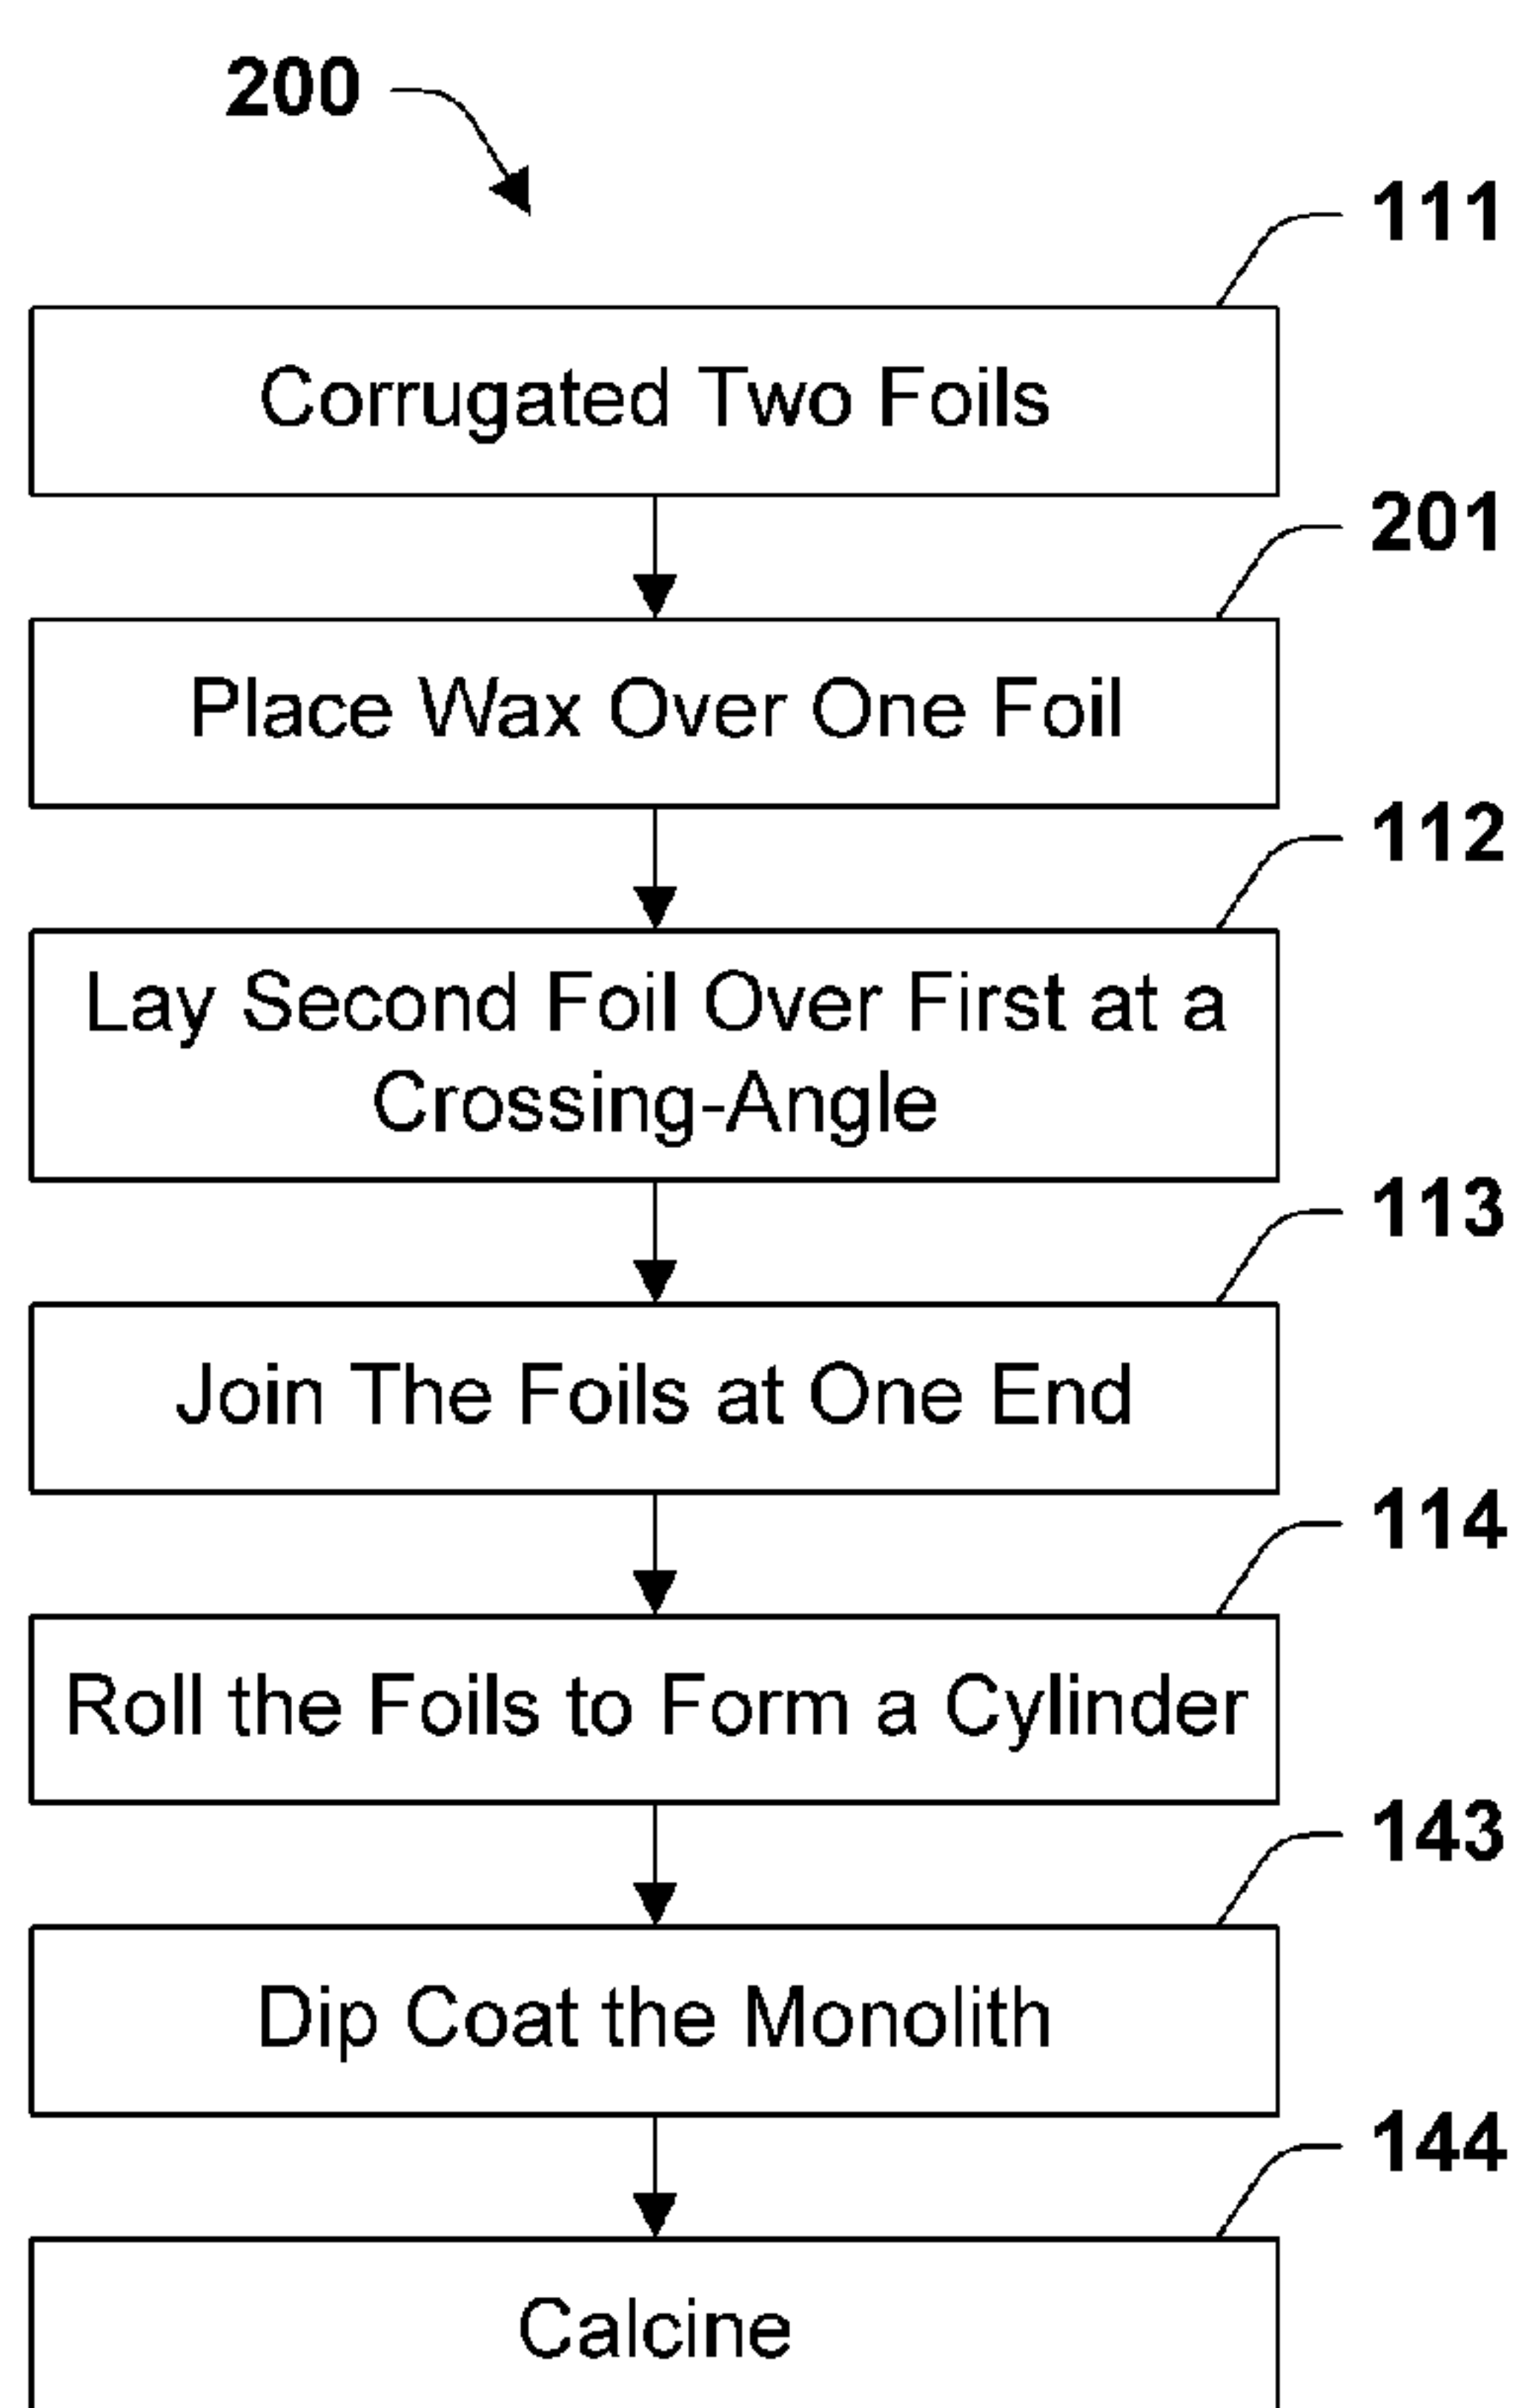 200
111
Corrugated Two Foils
201
Place Wax Over One Foil
112
Lay Second Foil Over First at a
Crossing-Angle
113
Join The Foils at One End
114
Roll the Foils to Form a Cylinder
143
Dip Coat the Monolith
144
Calcine